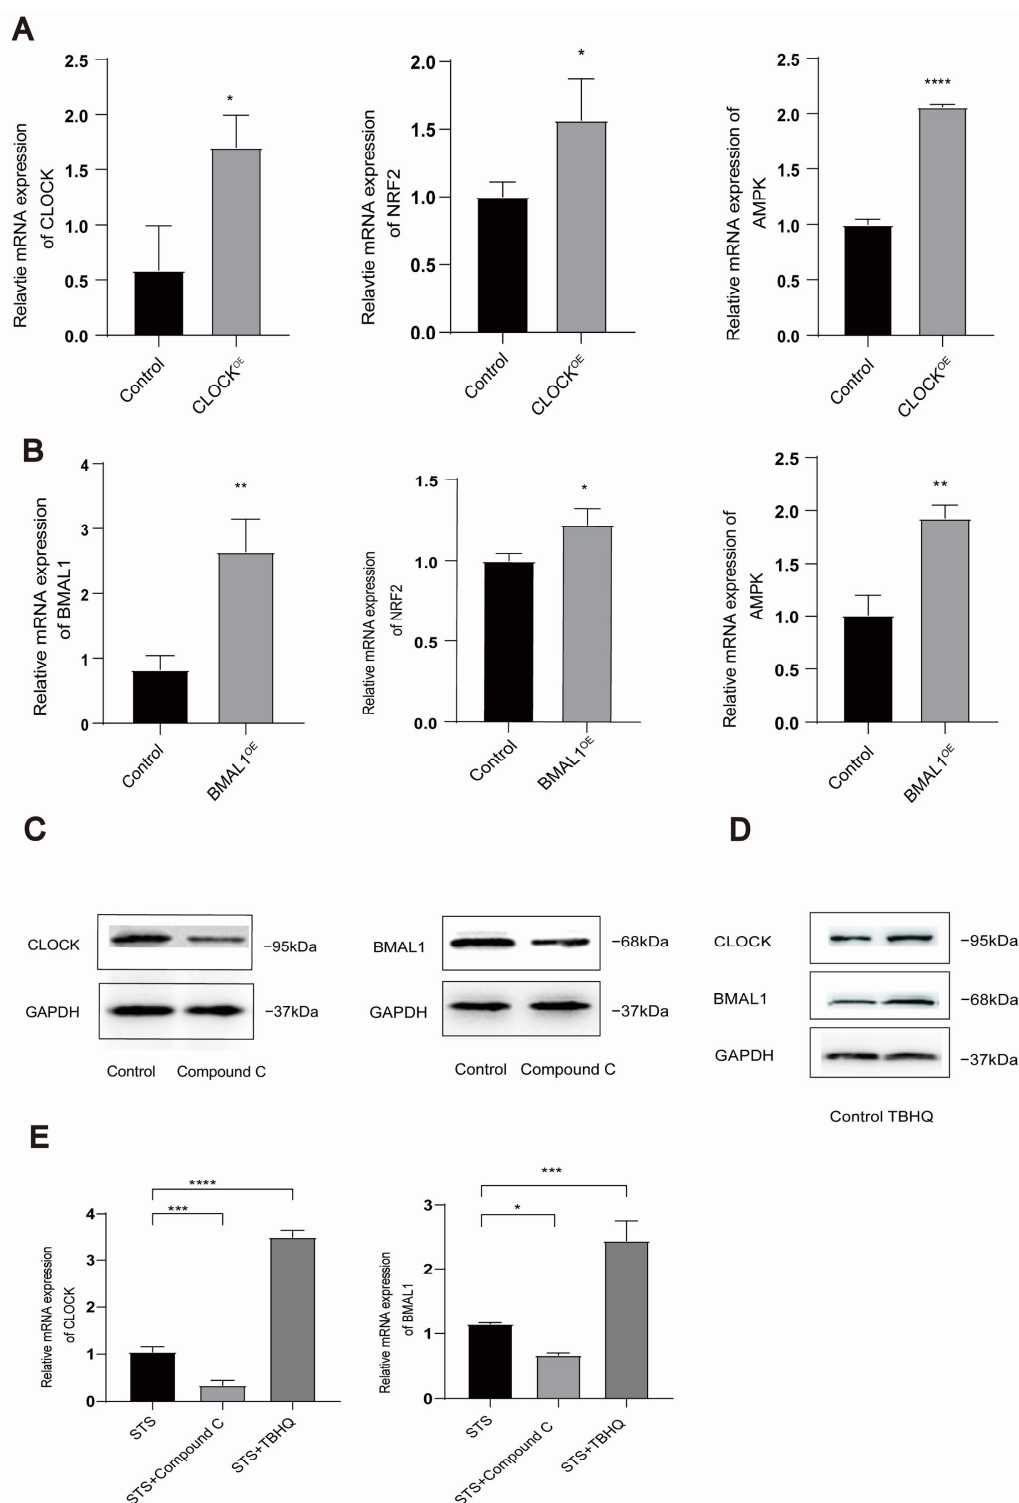 A
Relavtie mRNA expression
of CLOCK
2.5
2.0
1.5
1.0
0.5
0.0
*
Control
CLOCKOE
Relavtie mRNA expression
of NRF2
2.0
1.5
1.0
0.5
0.0
*
Control
CLOCKOE
Relative mRNA expression of
AMPK
2.5
2.0
1.5
1.0
0.5
0.0
****
Control
CLOCKOE
B
Relative mRNA expression
of BMAL1
4
3
2
1
0
**
Control
BMAL1OE
Relative mRNA expression
of NRF2
1.5
1.0
0.5
0.0
*
Control
BMAL1OE
Relative mRNA expression of
AMPK
2.5
2.0
1.5
1.0
0.5
0.0
**
Control
BMAL1OE
C
CLOCK
−95kDa
GAPDH
−37kDa
Control Compound C
BMAL1
−68kDa
GAPDH
−37kDa
Control Compound C
D
CLOCK
−95kDa
BMAL1
−68kDa
GAPDH
−37kDa
Control TBHQ
E
Relative mRNA expression
of CLOCK
4
3
2
1
0
****
***
STS
STS+Compound C
STS+TBHQ
Relative mRNA expression
of BMAL1
3
2
1
0
***
*
STS
STS+Compound C
STS+TBHQ